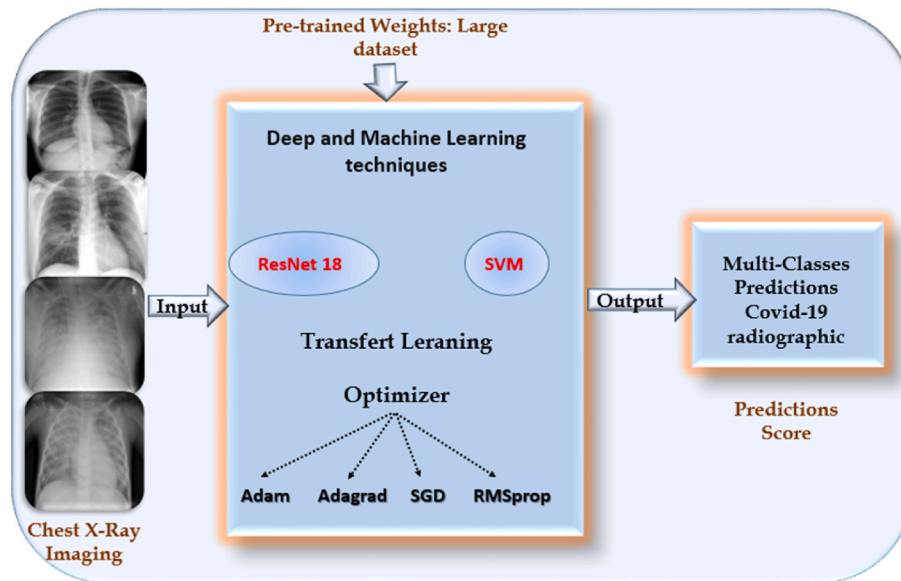 Pre-trained Weights: Large
dataset
Deep and Machine Learning
techniques
ResNet 18
SVM
Input
Output
Multi-Classes
Predictions
Covid-19
radiographic
Transfert Leraning
Optimizer
Predictions
Score
Adam
Adagrad
SGD
RMSprop
Chest X-Ray
Imaging